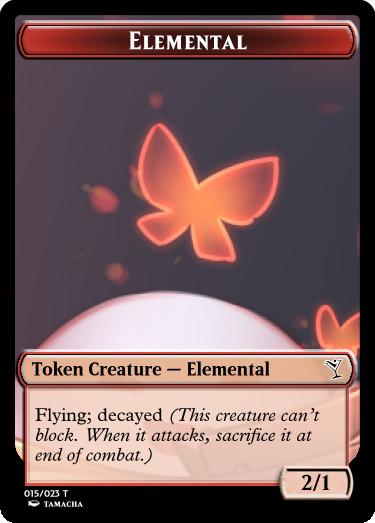 ELEMENTAL
Token Creature — Elemental
Flying; decayed (This creature can't
block. When it attacks, sacrifice it at
end of combat.)
2/1
015/023 T
TAMACHA